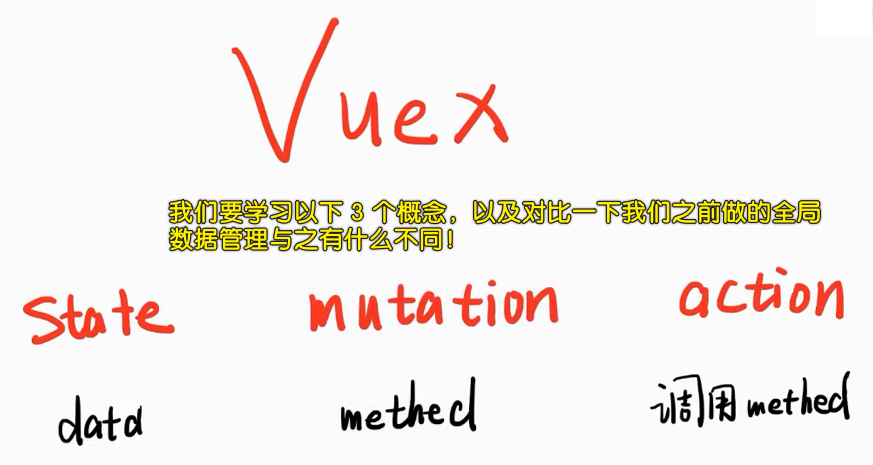 Vuex
我们要学习以下 3 个概念，以及对比一下我们之前做的全局
数据管理与之有什么不同！
state mutation action
data methed 调用methed